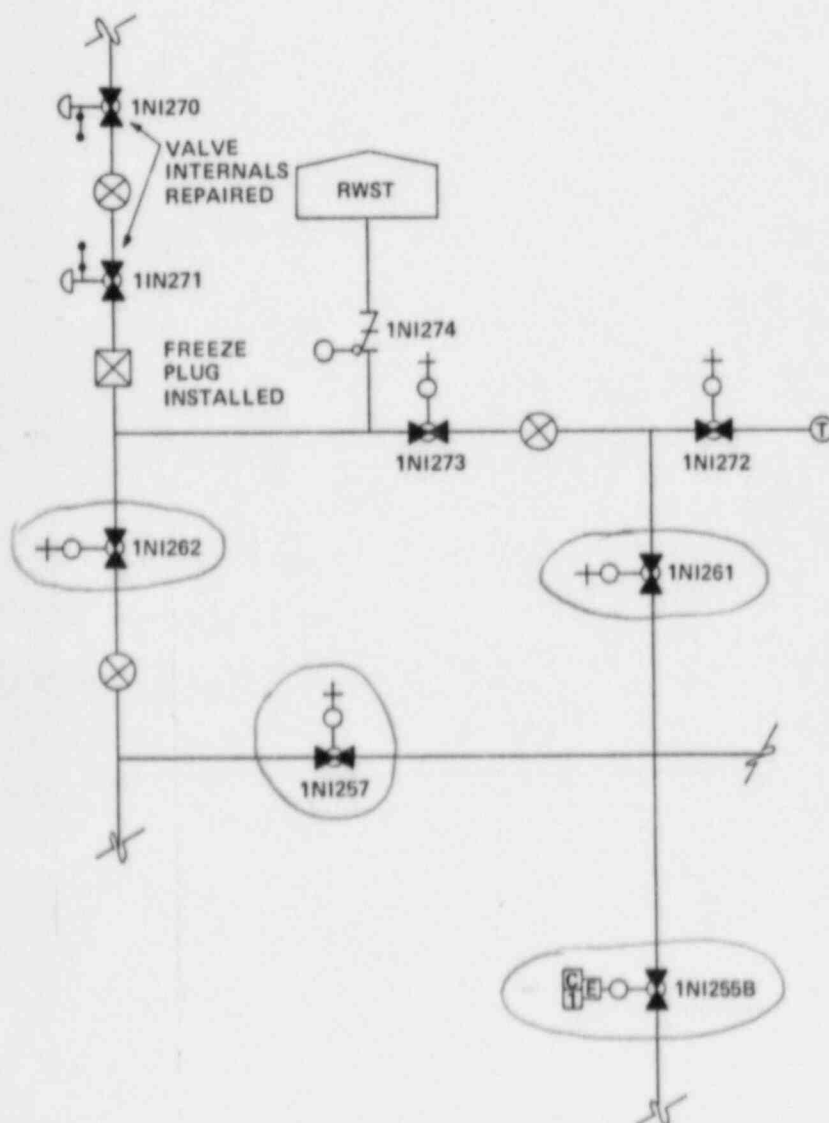 1NI270
VALVE
INTERNALS
REPAIRED
RWST
1IN271
1NI274
FREEZE
PLUG
INSTALLED
1NI273
1NI272
T
1NI262
1NI261
1NI257
C
E
1NI255B
T